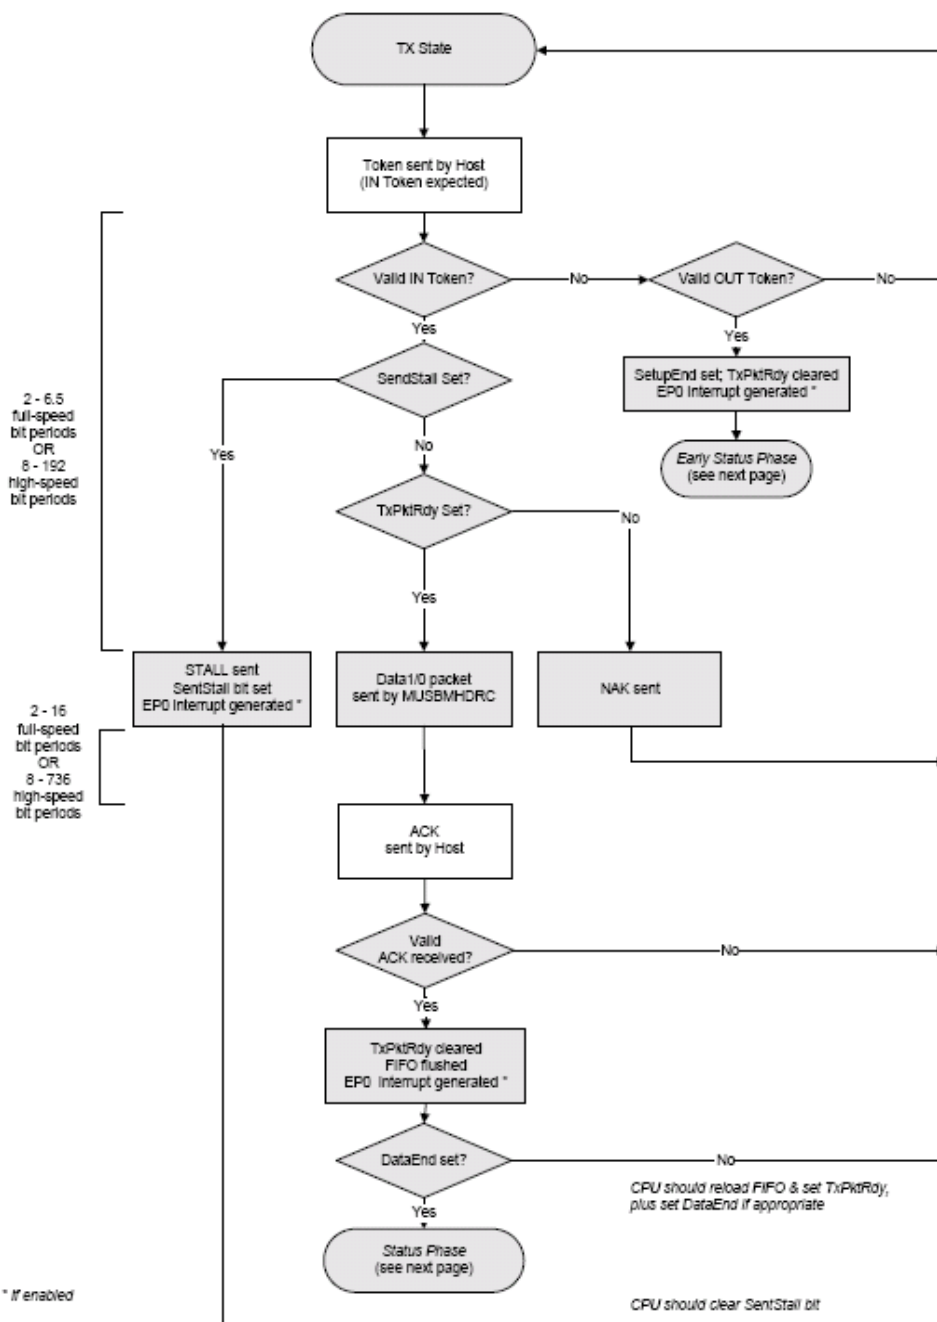 TX State
Token sent by Host
(IN Token expected)
Valid IN Token?
No
Valid OUT Token?
No
Yes
Yes
SendStall Set?
SetupEnd set; TxPktRdy cleared
EP0 Interrupt generated *
2 - 6.5
full-speed
bit periods
OR
8 - 192
high-speed
bit periods
Yes
No
Early Status Phase
(see next page)
TxPktRdy Set?
No
Yes
STALL sent
SentStall bit set
EP0 Interrupt generated *
Data1/0 packet
sent by MUSBMHDRC
NAK sent
2 - 16
full-speed
bit periods
OR
8 - 736
high-speed
bit periods
ACK
sent by Host
Valid
ACK received?
No
Yes
TxPktRdy cleared
FIFO flushed
EP0 Interrupt generated *
DataEnd set?
No
CPU should reload FIFO & set TxPktRdy,
plus set DataEnd if appropriate
Yes
Status Phase
(see next page)
* If enabled
CPU should clear SentStall bit